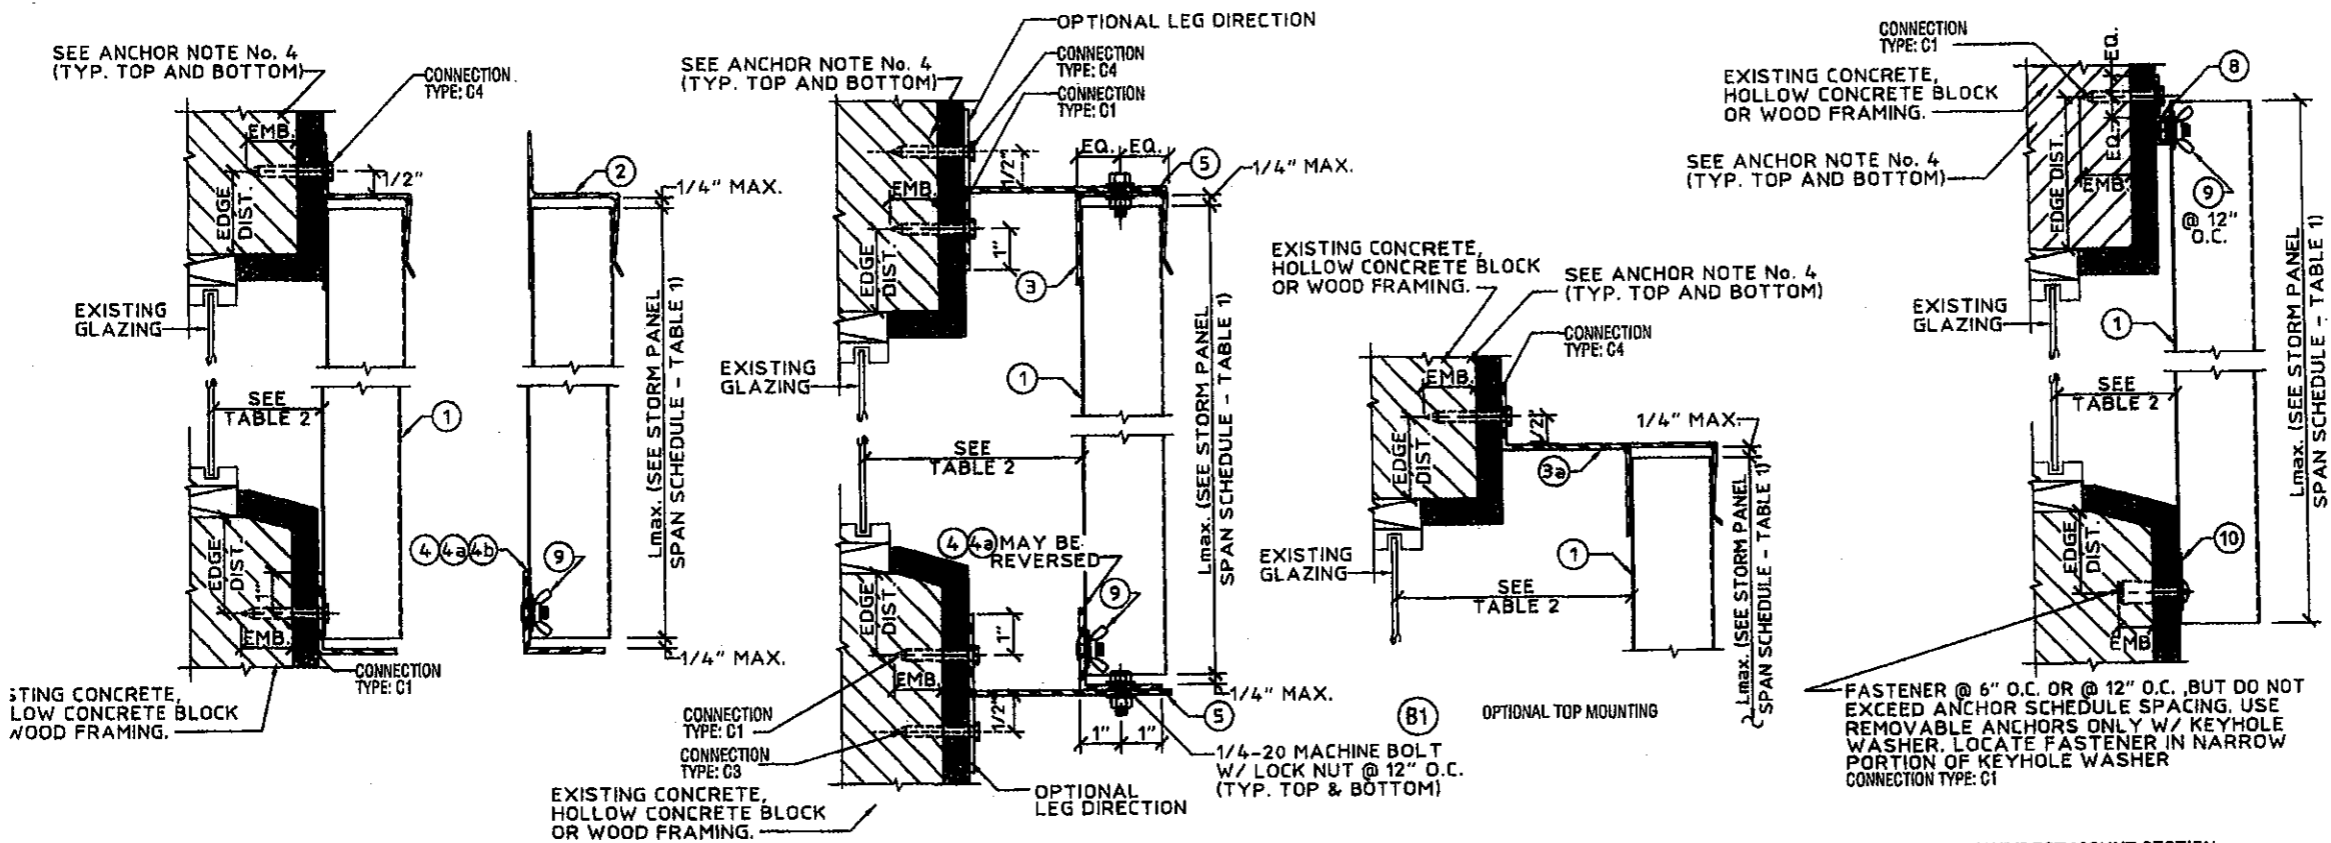 SEE ANCHOR NOTE No. 4
(TYP. TOP AND BOTTOM)
CONNECTION
TYPE: C4
EMB.
1/2"
EDGE
DIST.
EXISTING
GLAZING
SEE
TABLE 2
1
EDGE
DIST.
1"
EMB.
CONNECTION
TYPE: C1
STING CONCRETE,
LOW CONCRETE BLOCK
WOOD FRAMING.
2
1/4" MAX.
Lmax. (SEE STORM PANEL
SPAN SCHEDULE - TABLE 1)
4 4a 4b
9
1/4" MAX.
OPTIONAL LEG DIRECTION
SEE ANCHOR NOTE No. 4
(TYP. TOP AND BOTTOM)
CONNECTION
TYPE: C4
CONNECTION
TYPE: C1
EQ. EQ.
5
1/4" MAX.
1/2"
EMB.
1"
EDGE
DIST.
3
EXISTING
GLAZING
1
SEE
TABLE 2
Lmax. (SEE STORM PANEL
SPAN SCHEDULE - TABLE 1)
4 4a MAY BE
REVERSED
9
EDGE
DIST.
1"
EMB.
1/2"
1/4" MAX.
5
1" 1"
CONNECTION
TYPE: C1
CONNECTION
TYPE: C3
1/4-20 MACHINE BOLT
W/ LOCK NUT @ 12" O.C.
(TYP. TOP & BOTTOM)
OPTIONAL
LEG DIRECTION
EXISTING CONCRETE,
HOLLOW CONCRETE BLOCK
OR WOOD FRAMING.
EXISTING CONCRETE,
HOLLOW CONCRETE BLOCK
OR WOOD FRAMING.
SEE ANCHOR NOTE No. 4
(TYP. TOP AND BOTTOM)
CONNECTION
TYPE: C4
EMB.
1/2"
1/4" MAX.
EDGE
DIST.
3a
EXISTING
GLAZING
1
SEE
TABLE 2
Lmax. (SEE STORM PANEL
SPAN SCHEDULE - TABLE 1)
B1 OPTIONAL TOP MOUNTING
CONNECTION
TYPE: C1
EQ.
8
EXISTING CONCRETE,
HOLLOW CONCRETE BLOCK
OR WOOD FRAMING.
EQ.
SEE ANCHOR NOTE No. 4
(TYP. TOP AND BOTTOM)
EDGE DIST.
EMB.
9
@ 12"
O.C.
EXISTING
GLAZING
1
SEE
TABLE 2
Lmax. (SEE STORM PANEL
SPAN SCHEDULE - TABLE 1)
EDGE
DIST.
10
EMB.
FASTENER @ 6" O.C. OR @ 12" O.C. ,BUT DO NOT
EXCEED ANCHOR SCHEDULE SPACING. USE
REMOVABLE ANCHORS ONLY W/ KEYHOLE
WASHER. LOCATE FASTENER IN NARROW
PORTION OF KEYHOLE WASHER
CONNECTION TYPE: C1